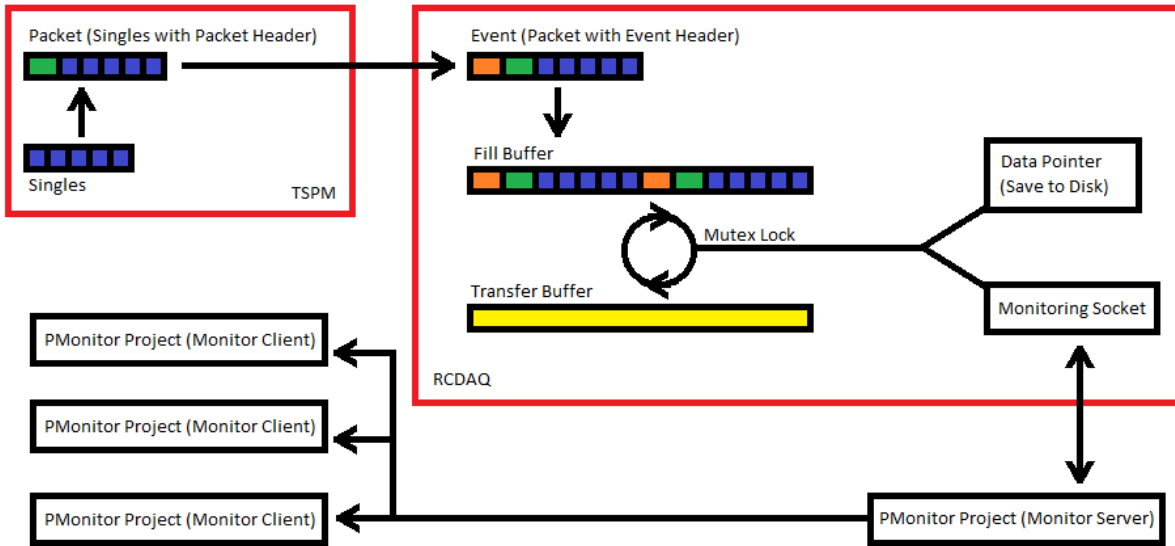 Packet (Singles with Packet Header)
Singles
TSPM
Event (Packet with Event Header)
Fill Buffer
Mutex Lock
Transfer Buffer
Data Pointer
(Save to Disk)
Monitoring Socket
RCDAQ
PMonitor Project (Monitor Client)
PMonitor Project (Monitor Client)
PMonitor Project (Monitor Client)
PMonitor Project (Monitor Server)